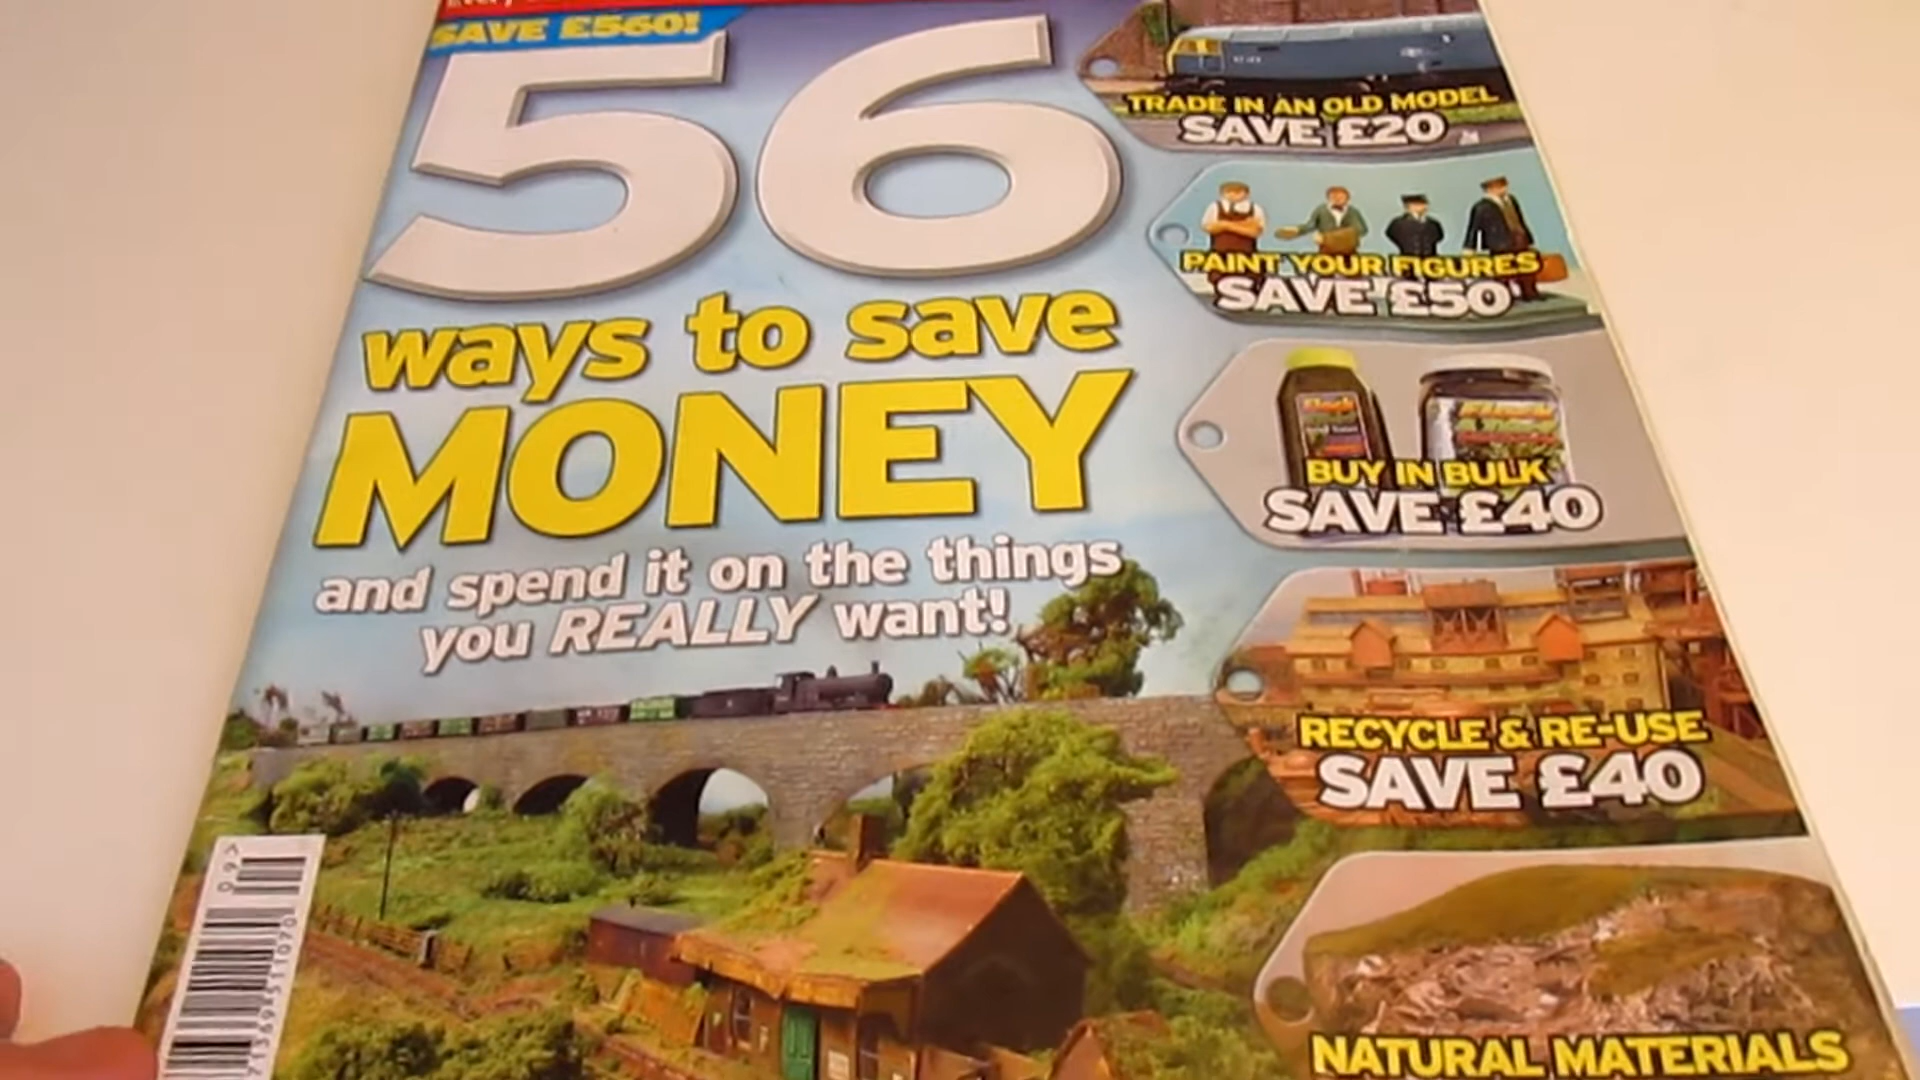 SAVE £560!
56
ways to save
MONEY
and spend it on the things
you REALLY want!
TRADE IN AN OLD MODEL
SAVE £20
PAINT YOUR FIGURES
SAVE £50
BUY IN BULK
SAVE £40
RECYCLE & RE-USE
SAVE £40
NATURAL MATERIALS